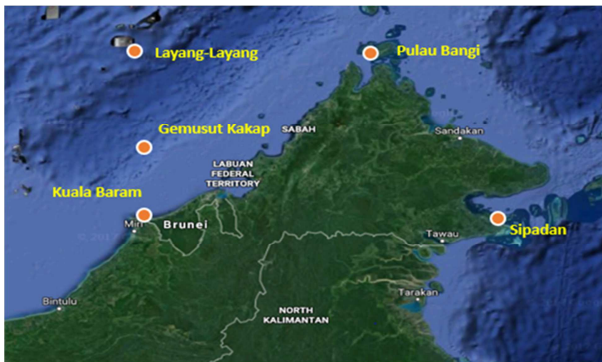 Layang-Layang
Pulau Bangi
Gemusut Kakap
SABAH
Sandakan
LABUAN
FEDERAL
TERRITORY
Kuala Baram
Miri
Brunei
Sipadan
Tawau
Bintulu
Tarakan
NORTH
KALIMANTAN